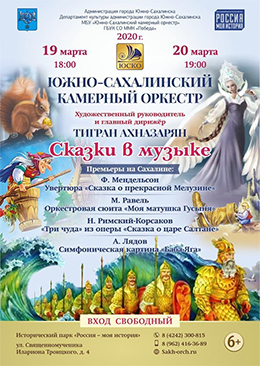 Администрация города Южно-Сахалинска
Департамент культуры администрации города Южно-Сахалинска
МБУ «Южно-Сахалинский камерный оркестр»
ГБУК СО ММК «Победа»
РОССИЯ
МОЯ ИСТОРИЯ
2020г.
19 марта
18:00
20 марта
19:00
ЮСКО
ЮЖНО-САХАЛИНСКИЙ
КАМЕРНЫЙ ОРКЕСТР
Художественный руководитель
и главный дирижёр
ТИГРАН АХНАЗАРЯН
Сказки в музыке
Премьеры на Сахалине:
Ф. Мендельсон
Увертюра «Сказка о прекрасной Мелузине»
М. Равель
Оркестровая сюита «Моя матушка Гусыня»
Н. Римский-Корсаков
«Три чуда» из оперы «Сказка о царе Салтане»
А. Лядов
Симфоническая картина «Баба-Яга»
ВХОД СВОБОДНЫЙ
Исторический парк «Россия – моя история»
ул. Священномученика
Илариона Троицкого, д. 4
8 (4242) 300-815
8 (962) 416-36-89
Sakh-orch.ru
6+